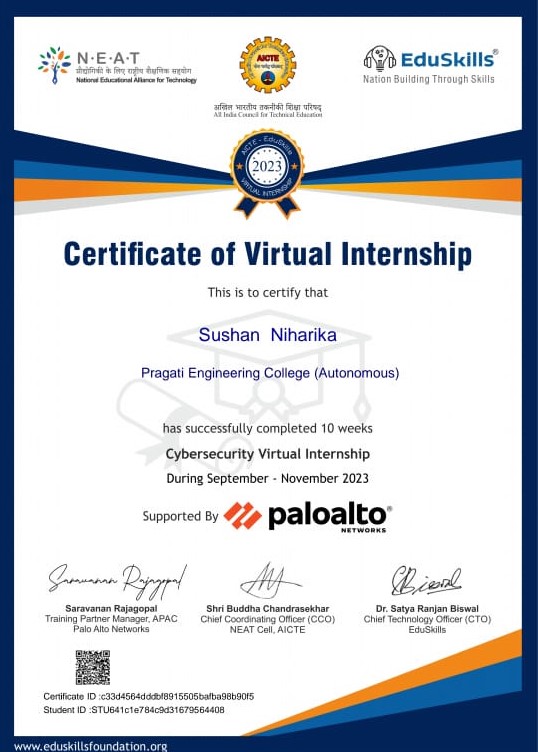 N·E·A·T
प्रौद्योगिकी के लिए राष्ट्रीय शैक्षणिक सहयोग
National Educational Alliance for Technology
AICTE
अखिल भारतीय तकनीकी शिक्षा परिषद्
All India Council for Technical Education
EduSkills®
Nation Building Through Skills
AICTE - EduSkills
2023
VIRTUAL INTERNSHIP
Certificate of Virtual Internship
This is to certify that
Sushan Niharika
Pragati Engineering College (Autonomous)
has successfully completed 10 weeks
Cybersecurity Virtual Internship
During September - November 2023
Supported By paloalto®
NETWORKS
Saravanan Rajagopal
Saravanan Rajagopal
Training Partner Manager, APAC
Palo Alto Networks
Shri Buddha Chandrasekhar
Chief Coordinating Officer (CCO)
NEAT Cell, AICTE
SBiswal
Dr. Satya Ranjan Biswal
Chief Technology Officer (CTO)
EduSkills
Certificate ID :c33d4564dddbf8915505bafba98b90f5
Student ID :STU641c1e784c9d31679564408
www.eduskillsfoundation.org